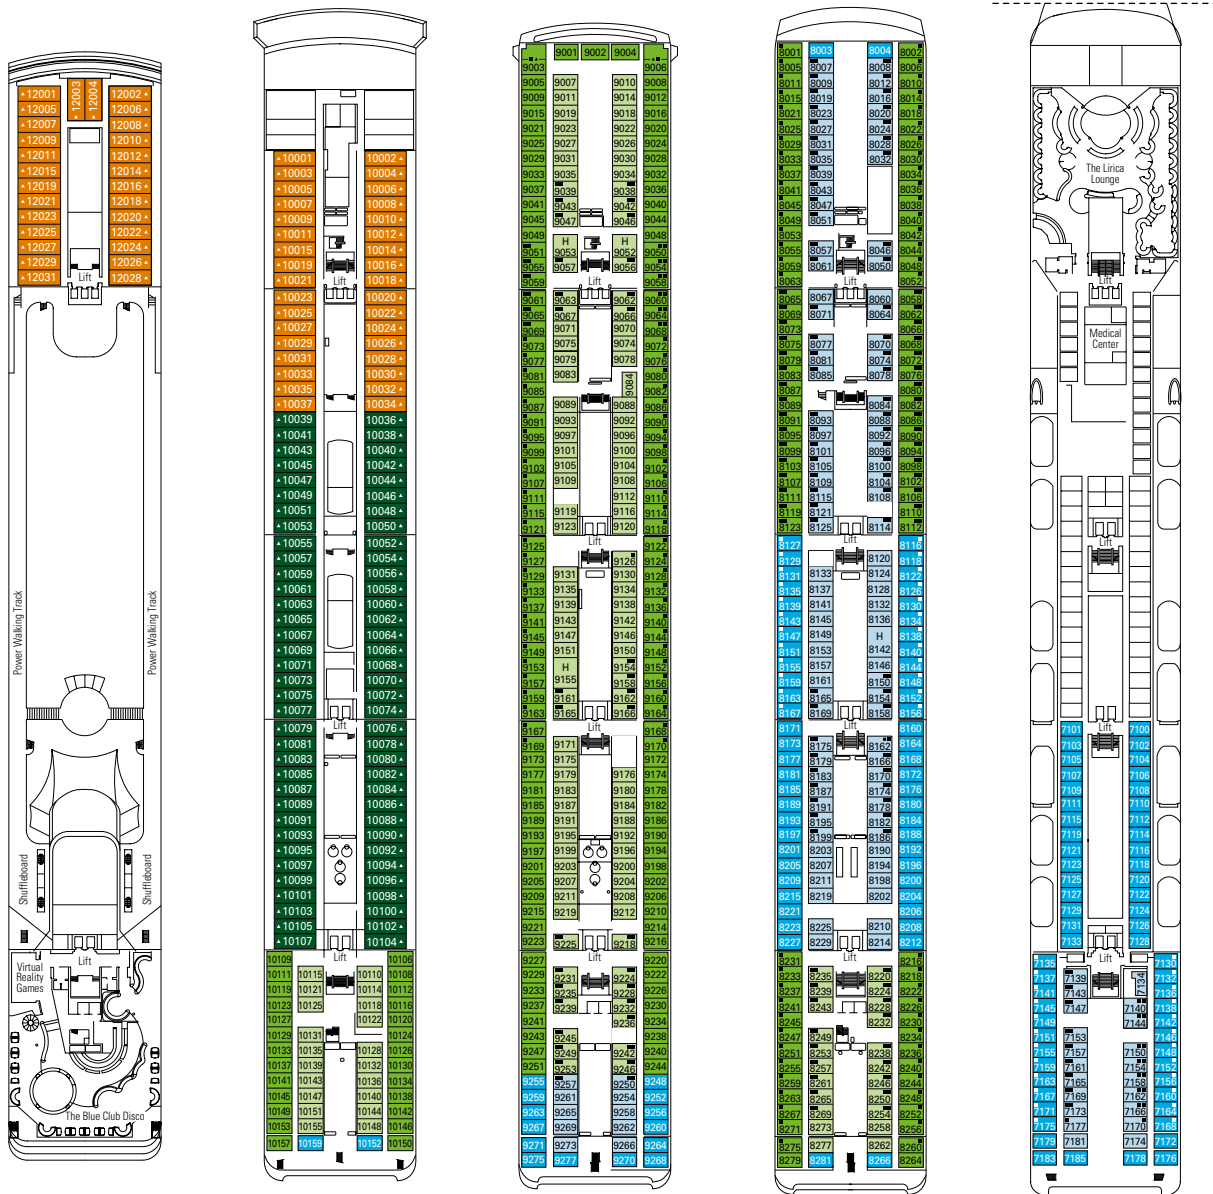 12001 12003 12004 12002
12005 12006
12007 12008
12009 12010
12011 12012
12015 12014
12019 12016
12021 12018
12023 12020
12025 12022
12027 12024
12029 12026
12031 Lift 12028
Power Walking Track
Power Walking Track
Shuffleboard
Shuffleboard
Lift
Virtual
Reality
Games
The Blue Club Disco
10001 10002
10003 10004
10005 10006
10007 10008
10009 10010
10011 10012
10015 10014
10019 10016
10021 Lift 10018
10023 10020
10025 10022
10027 10024
10029 10026
10031 10028
10033 10030
10035 10032
10037 10034
10039 10036
10041 10038
10043 10040
10045 10042
10047 10044
10049 10046
10051 10048
10053 10050
10055 Lift 10052
10057 10054
10059 10056
10061 10058
10063 10060
10065 10062
10067 10064
10069 10066
10071 10068
10073 10070
10075 10072
10077 10074
10079 Lift 10076
10081 10078
10083 10080
10085 10082
10087 10084
10089 10086
10091 10088
10093 10090
10095 10092
10097 10094
10099 10096
10101 10098
10103 10100
10105 10102
10107 10104
10109 Lift 10106
10111 10115 10110 10108
10119 10121 10114 10112
10123 10125 10118 10116
10127 10122 10120
10129 10131 10124
10133 10135 10128 10126
10137 10139 10132 10130
10141 10143 10136 10134
10145 10147 10140 10138
10149 10151 10144 10142
10153 10155 10148 10146
10157 10159 10152 10150
9001 9002 9004
9003 9006
9005 9007 9010 9008
9009 9011 9014 9012
9015 9019 9018 9016
9021 9023 9022 9020
9025 9027 9026 9024
9029 9031 9030 9028
9033 9035 9034 9032
9037 9039 9038 9036
9041 9043 9042 9040
9045 9047 9046 9044
9049 H H 9048
9051 9053 9052 9050
9055 9057 9056 9054
9059 Lift 9058
9061 9063 9062 9060
9065 9067 9066 9064
9069 9071 9070 9068
9073 9075 9074 9072
9077 9079 9078 9076
9081 9083 9084 9080
9085 9082
9087 9089 9088 9086
9091 9093 9092 9090
9095 9097 9096 9094
9099 9101 9100 9098
9103 9105 9104 9102
9107 9109 9108 9106
9111 9112 9110
9115 9119 9116 9114
9121 9123 9120 9118
9125 Lift 9122
9127 9126 9124
9129 9131 9130 9128
9133 9135 9134 9132
9137 9139 9138 9136
9141 9143 9142 9140
9145 9147 9146 9144
9149 9151 9150 9148
9153 H 9154 9152
9157 9155 9158 9156
9159 9161 9162 9160
9163 9165 9166 9164
9167 Lift 9168
9169 9171 9170
9173 9175 9172
9177 9179 9176 9174
9181 9183 9180 9178
9185 9187 9184 9182
9189 9191 9188 9186
9193 9195 9192 9190
9197 9199 9196 9194
9201 9203 9200 9198
9205 9207 9204 9202
9209 9211 9208 9206
9215 9219 9212 9210
9221 9214
9223 9225 9218 9216
9227 Lift 9220
9229 9231 9224 9222
9233 9235 9228 9226
9237 9239 9232 9230
9241 9236 9234
9243 9245 9238
9247 9249 9242 9240
9251 9253 9246 9244
9255 9257 9250 9248
9259 9261 9254 9252
9263 9265 9258 9256
9267 9269 9262 9260
9271 9273 9266 9264
9275 9277 9270 9268
8001 8003 8004 8002
8005 8007 8008 8006
8011 8009 8012 8010
8015 8019 8016 8014
8021 8023 8020 8018
8025 8027 8024 8022
8029 8031 8028 8026
8033 8035 8032 8030
8037 8039 8034
8041 8043 8036
8045 8047 8038
8049 8051 8040
8053 8042
8055 8057 8046 8044
8059 8061 8050 8048
8063 Lift 8052
8065 8067 8060 8058
8069 8071 8064 8062
8073 8066
8075 8077 8070 8068
8079 8081 8074 8072
8083 8085 8078 8076
8087 8080
8089 8084 8082
8091 8093 8088 8086
8095 8097 8092 8090
8099 8101 8096 8094
8103 8105 8100 8098
8107 8109 8104 8102
8111 8115 8108 8106
8119 8121 8110
8123 8125 8114 8112
8127 Lift 8116
8129 8120 8118
8131 8133 8124 8122
8135 8137 8128 8126
8139 8141 8132 8130
8143 8145 8136 8134
8147 8149 H 8138
8151 8153 8142 8140
8155 8157 8146 8144
8159 8161 8150 8148
8163 8165 8154 8152
8167 8169 8158 8156
8171 Lift 8160
8173 8175 8162 8164
8177 8179 8166 8168
8181 8183 8170 8172
8185 8187 8174 8176
8189 8191 8178 8180
8193 8195 8182 8184
8197 8199 8186 8188
8201 8203 8190 8192
8205 8207 8194 8196
8209 8211 8198 8200
8215 8219 8202 8204
8221 8206
8223 8225 8210 8208
8227 8229 8214 8212
8231 Lift 8216
8233 8235 8220 8218
8237 8239 8224 8222
8241 8243 8228 8226
8245 8232 8230
8247 8249 8234
8251 8253 8238 8236
8255 8257 8242 8240
8259 8261 8246 8244
8263 8265 8250 8248
8267 8269 8254 8252
8271 8273 8258 8256
8275 8277 8262 8260
8279 8281 8266 8264
The Lirica
Lounge
Lift
Medical
Center
Lift
Lift
7101 7100
7103 7102
7105 7104
7107 7106
7109 7108
7111 7110
7115 7112
7119 7114
7121 7116
7123 7118
7125 7120
7127 7122
7129 7124
7131 7126
7133 7128
7135 Lift 7130
7137 7139 7134 7132
7141 7143 7136
7145 7147 7140 7138
7149 7144 7142
7151 7153 7146
7155 7157 7150 7148
7159 7161 7154 7152
7163 7165 7158 7156
7167 7169 7162 7160
7171 7173 7166 7164
7175 7177 7170 7168
7179 7181 7174 7172
7183 7185 7178 7176